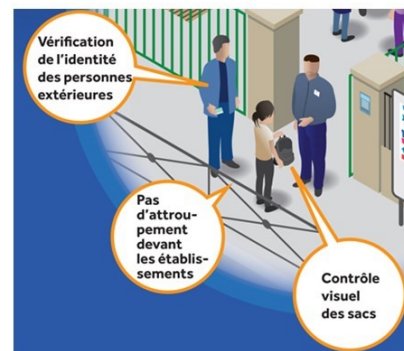 Vérification
de l'identité
des personnes
extérieures
Pas
d'attrou-
pement
devant
les établis-
sements
Contrôle
visuel
des sacs